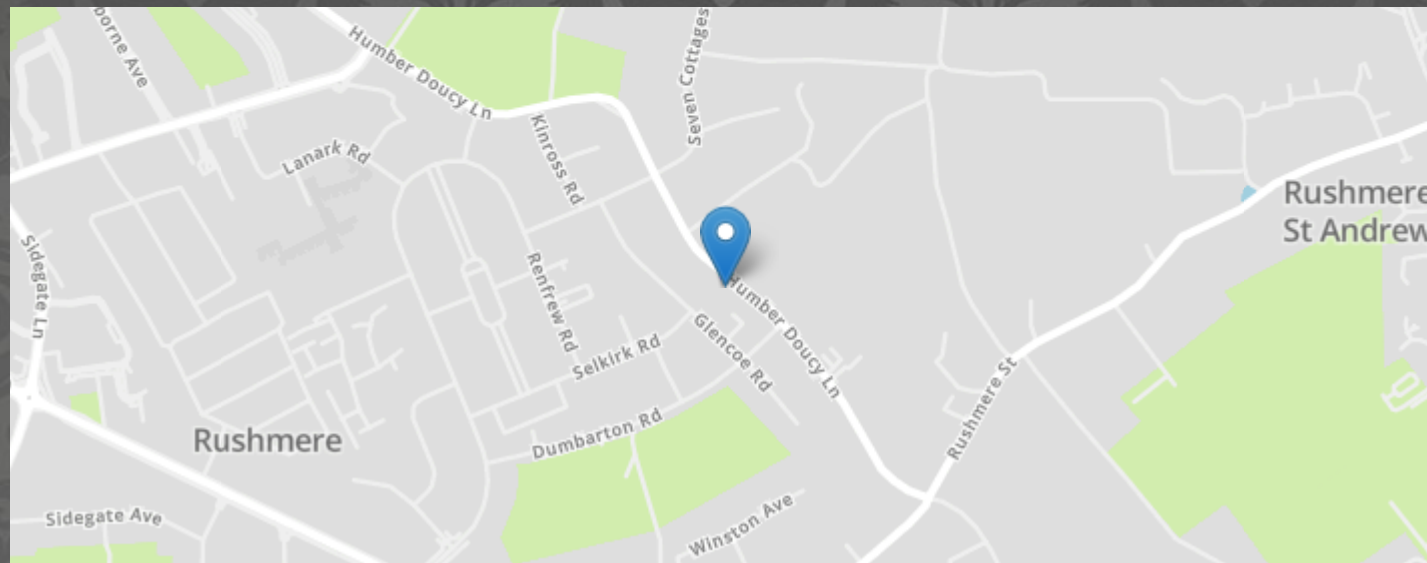 Humber Doucy Ln
Seven Cottages
Kinross Rd
Lanark Rd
Rushmere
St Andrew
Sidegate Ln
Renfrew Rd
Humber Doucy Ln
Glencoe Rd
Selkirk Rd
Rushmere St
Dumbarton Rd
Rushmere
Winston Ave
Sidegate Ave
borne Ave